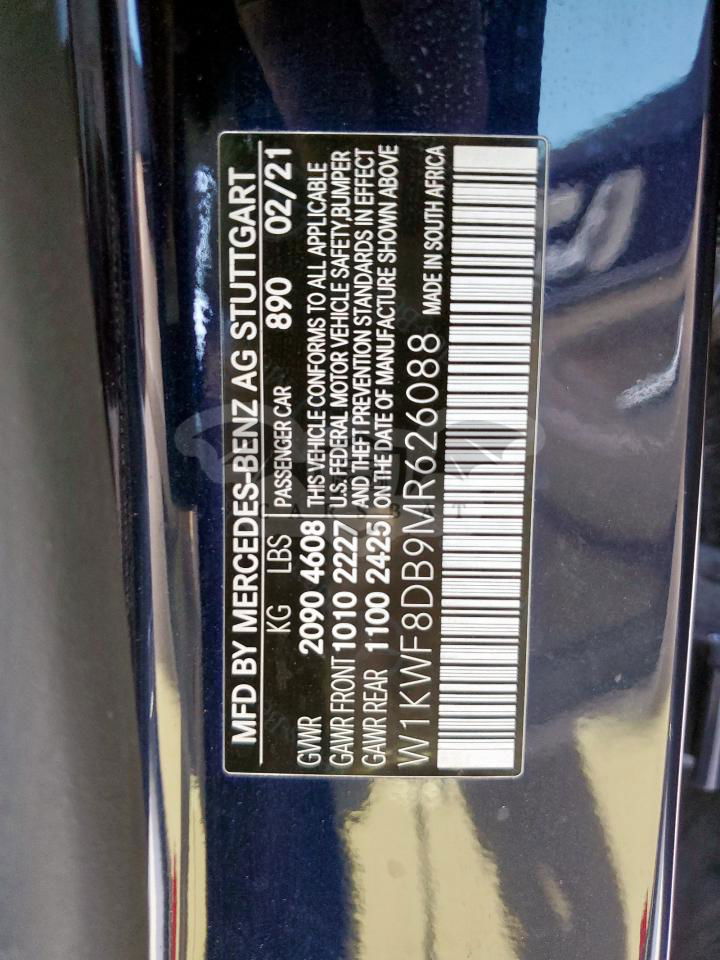 MFD BY MERCEDES-BENZ AG STUTTGART
KG LBS PASSENGER CAR 890 02/21
GVWR 2090 4608 THIS VEHICLE CONFORMS TO ALL APPLICABLE
GAWR FRONT 1010 2227 U.S. FEDERAL MOTOR VEHICLE SAFETY, BUMPER
GAWR REAR 1100 2425 AND THEFT PREVENTION STANDARDS IN EFFECT
ON THE DATE OF MANUFACTURE SHOWN ABOVE
W1KWF8DB9MR626088 MADE IN SOUTH AFRICA